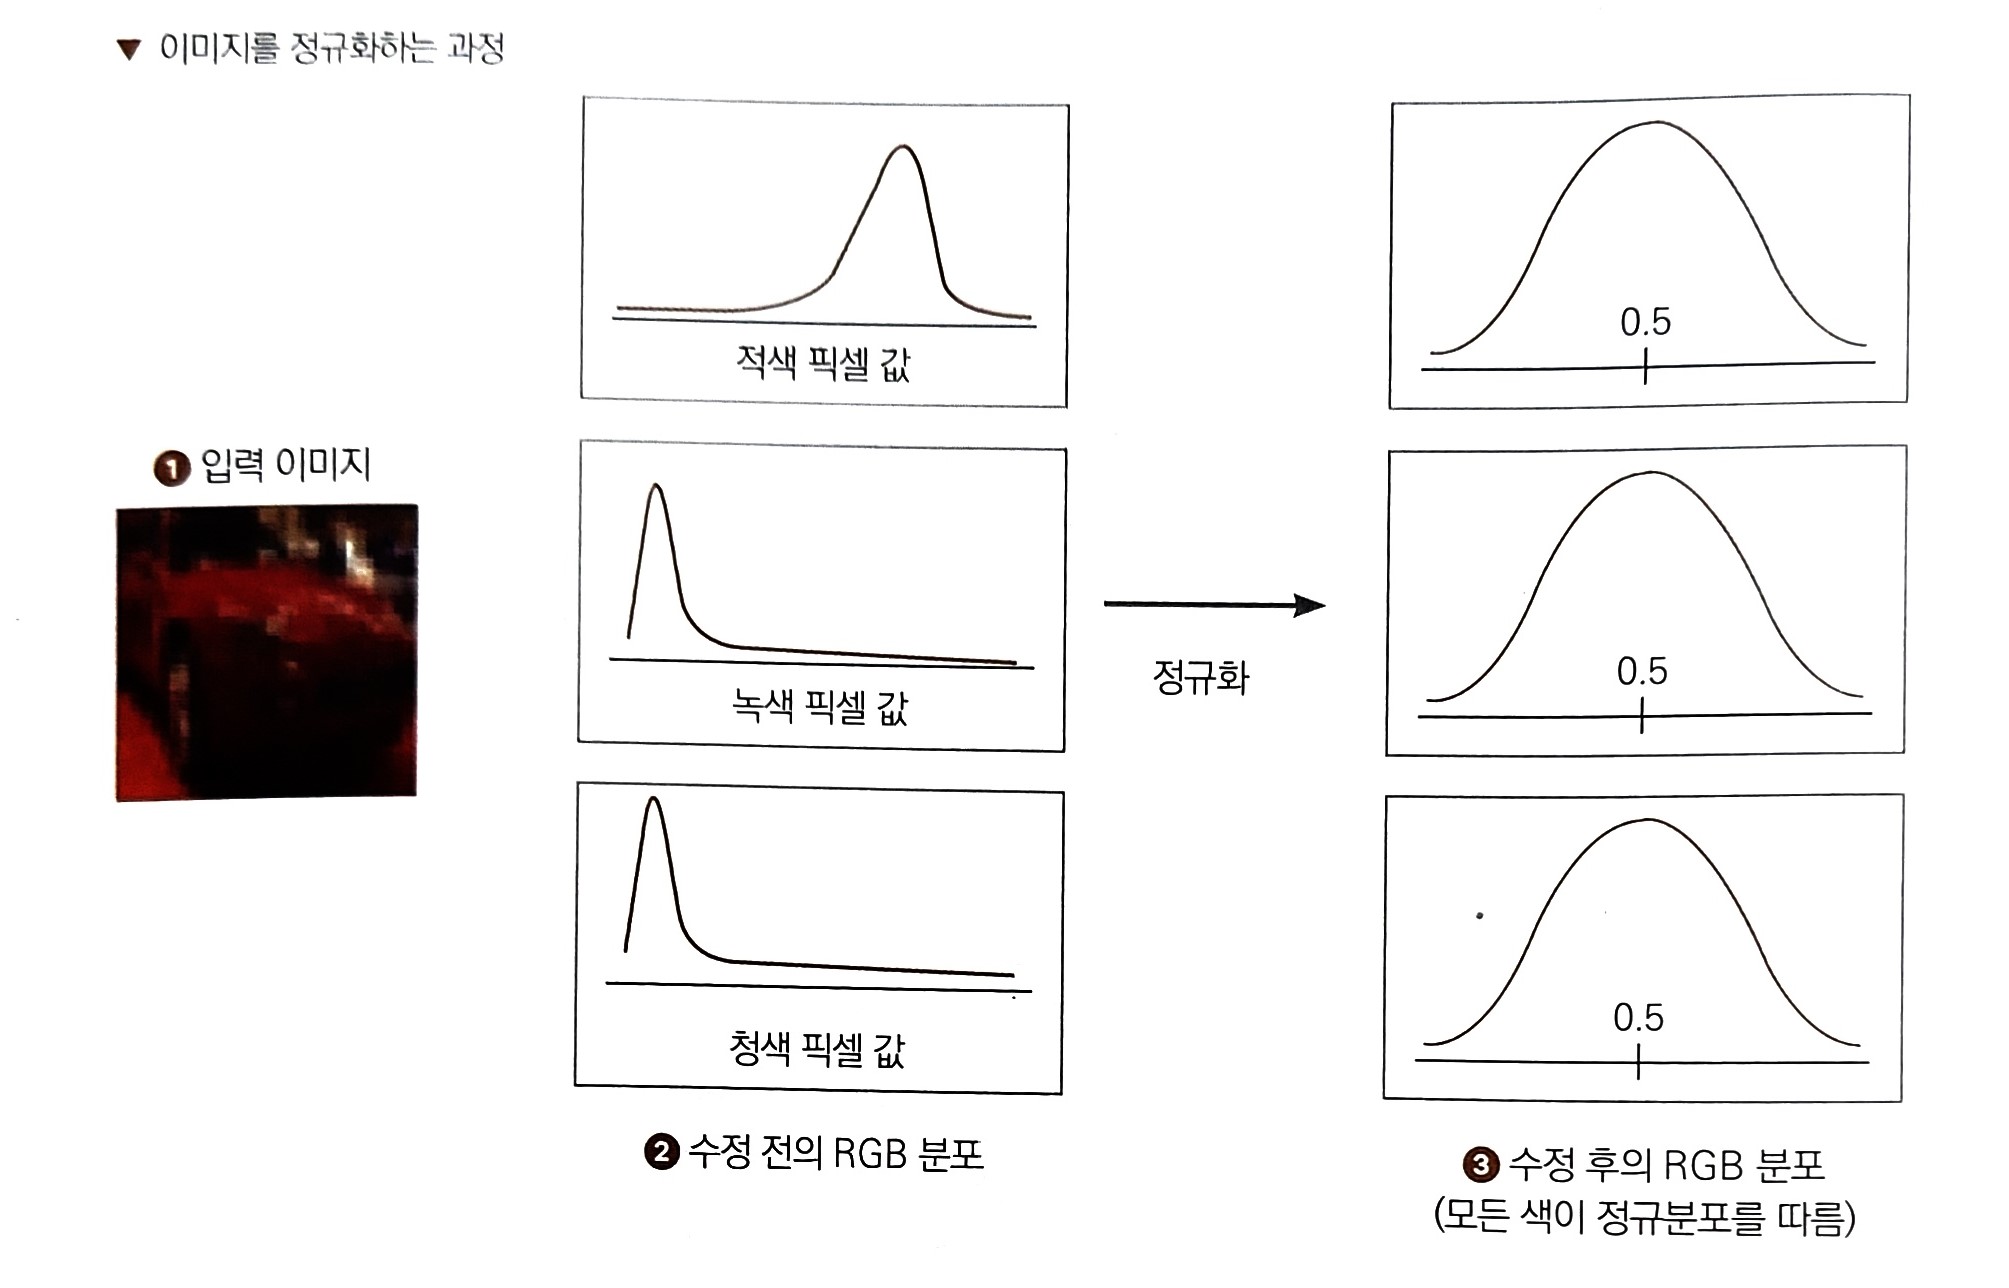 ▼ 이미지를 정규화하는 과정
적색 픽셀 값
0.5
❶ 입력 이미지
녹색 픽셀 값
정규화
0.5
청색 픽셀 값
0.5
❷ 수정 전의 RGB 분포
❸ 수정 후의 RGB 분포
(모든 색이 정규분포를 따름)